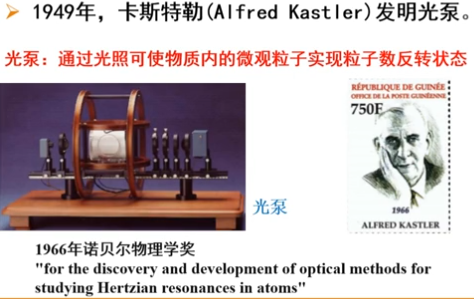 ➢ 1949年，卡斯特勒(Alfred Kastler)发明光泵。
光泵：通过光照可使物质内的微观粒子实现粒子数反转状态
RÉPUBLIQUE DE GUINÉE
OFFICE DE LA POSTE GUINÉENNE
750F
1966
ALFRED KASTLER
光泵
1966年诺贝尔物理学奖
"for the discovery and development of optical methods for
studying Hertzian resonances in atoms"